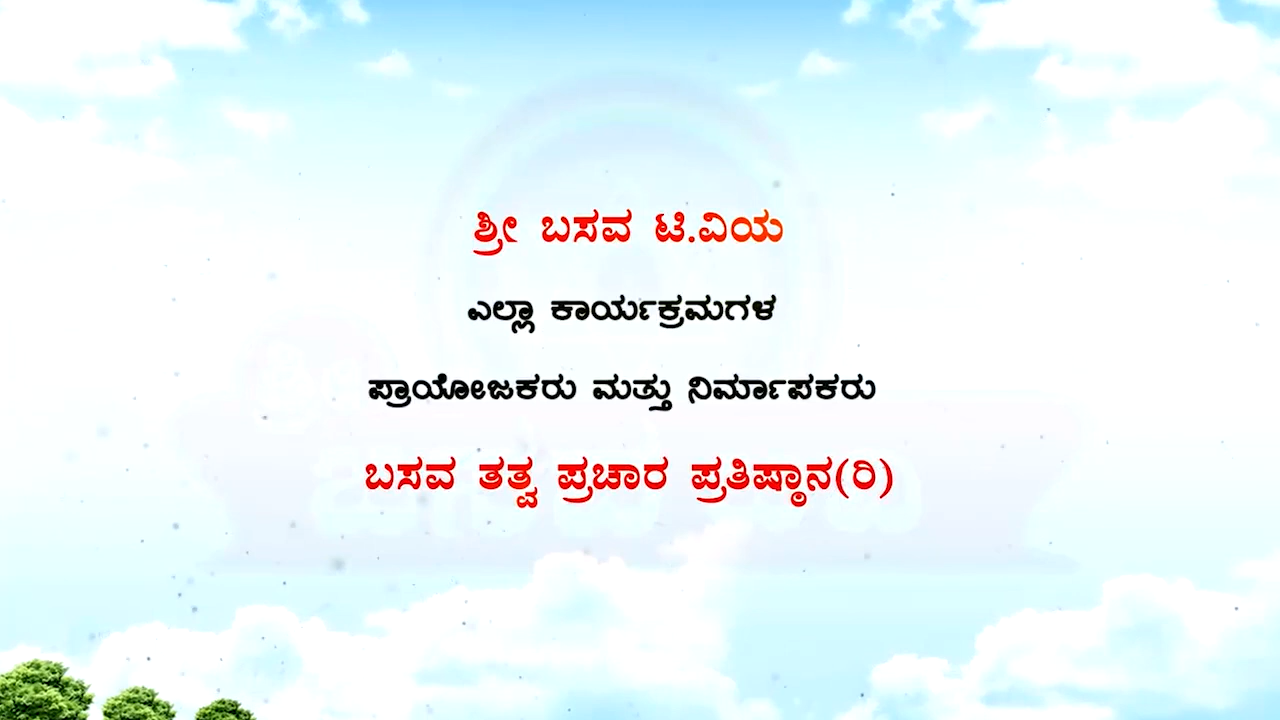 ಶ್ರೀ ಬಸವ ಟಿ.ವಿಯ
ಎಲ್ಲಾ ಕಾರ್ಯಕ್ರಮಗಳ
ಪ್ರಾಯೋಜಕರು ಮತ್ತು ನಿರ್ಮಾಪಕರು
ಬಸವ ತತ್ವ ಪ್ರಚಾರ ಪ್ರತಿಷ್ಠಾನ(ರಿ)